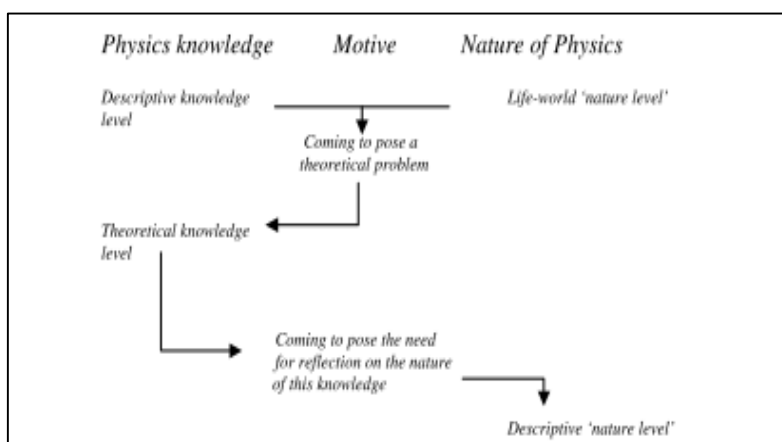 Physics knowledge Motive Nature of Physics
Descriptive knowledge
level
Life-world ‘nature level’
Coming to pose a
theoretical problem
Theoretical knowledge
level
Coming to pose the need
for reflection on the nature
of this knowledge
Descriptive ‘nature level’